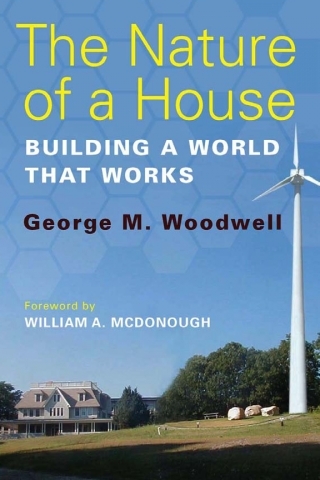 The Nature
of a House
BUILDING A WORLD
THAT WORKS
George M. Woodwell
Foreword by
WILLIAM A. MCDONOUGH